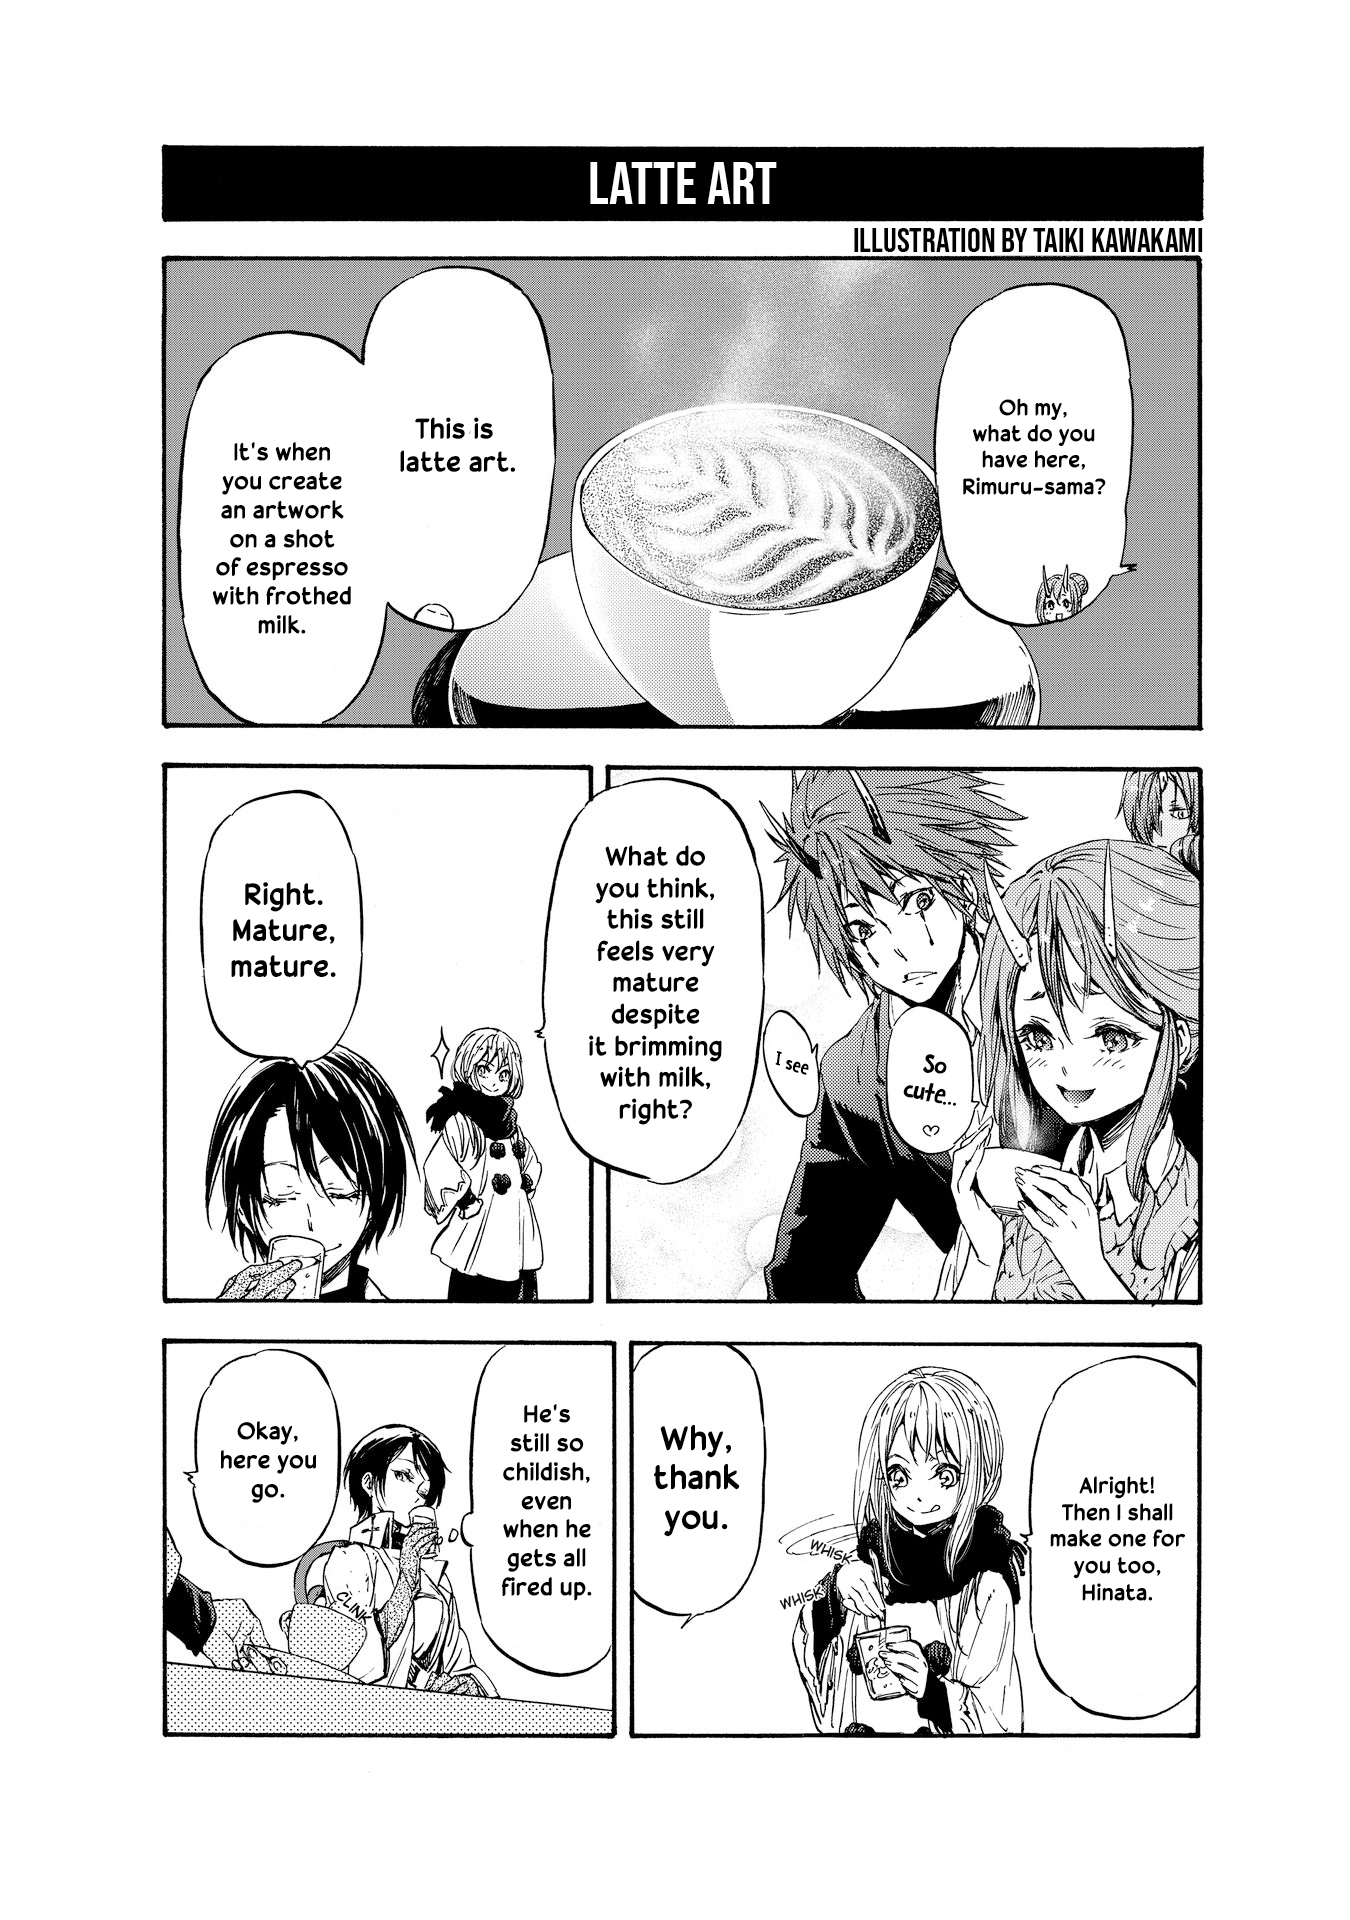 LATTE ART
ILLUSTRATION BY TAIKI KAWAKAMI
Oh my,
what do you
have here,
Rimuru-sama?
This is
latte art.
It's when
you create
an artwork
on a shot
of espresso
with frothed
milk.
So
cute...
♡
I see
What do
you think,
this still
feels very
mature
despite
it brimming
with milk,
right?
Right.
Mature,
mature.
Alright!
Then I shall
make one for
you too,
Hinata.
WHISK
WHISK
Why,
thank
you.
He's
still so
childish,
even
when he
gets all
fired up.
CLINK
Okay,
here you
go.